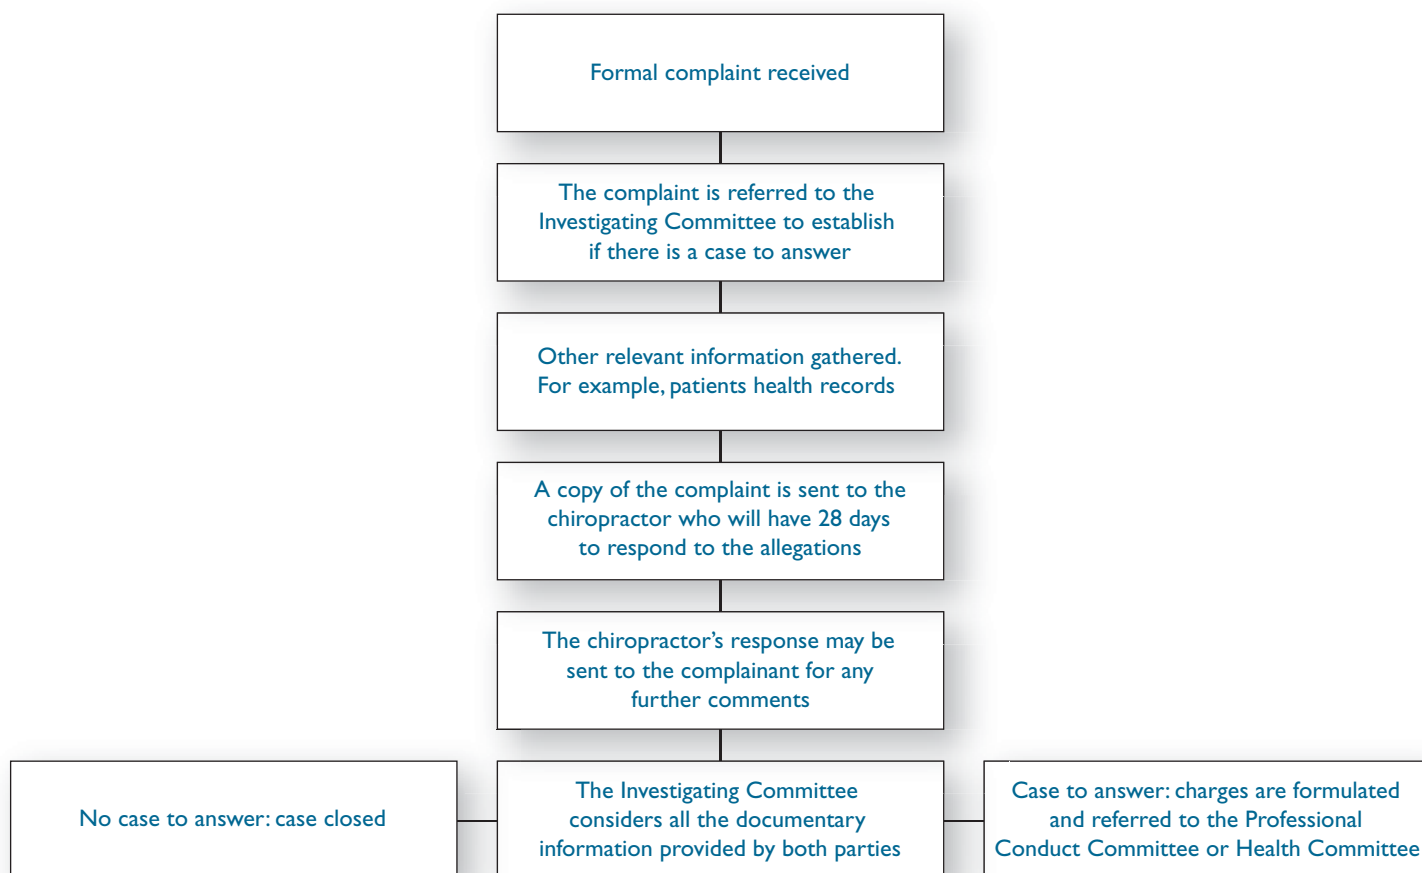 Formal complaint received
The complaint is referred to the
Investigating Committee to establish
if there is a case to answer
Other relevant information gathered.
For example, patients health records
A copy of the complaint is sent to the
chiropractor who will have 28 days
to respond to the allegations
The chiropractor’s response may be
sent to the complainant for any
further comments
No case to answer: case closed
The Investigating Committee
considers all the documentary
information provided by both parties
Case to answer: charges are formulated
and referred to the Professional
Conduct Committee or Health Committee